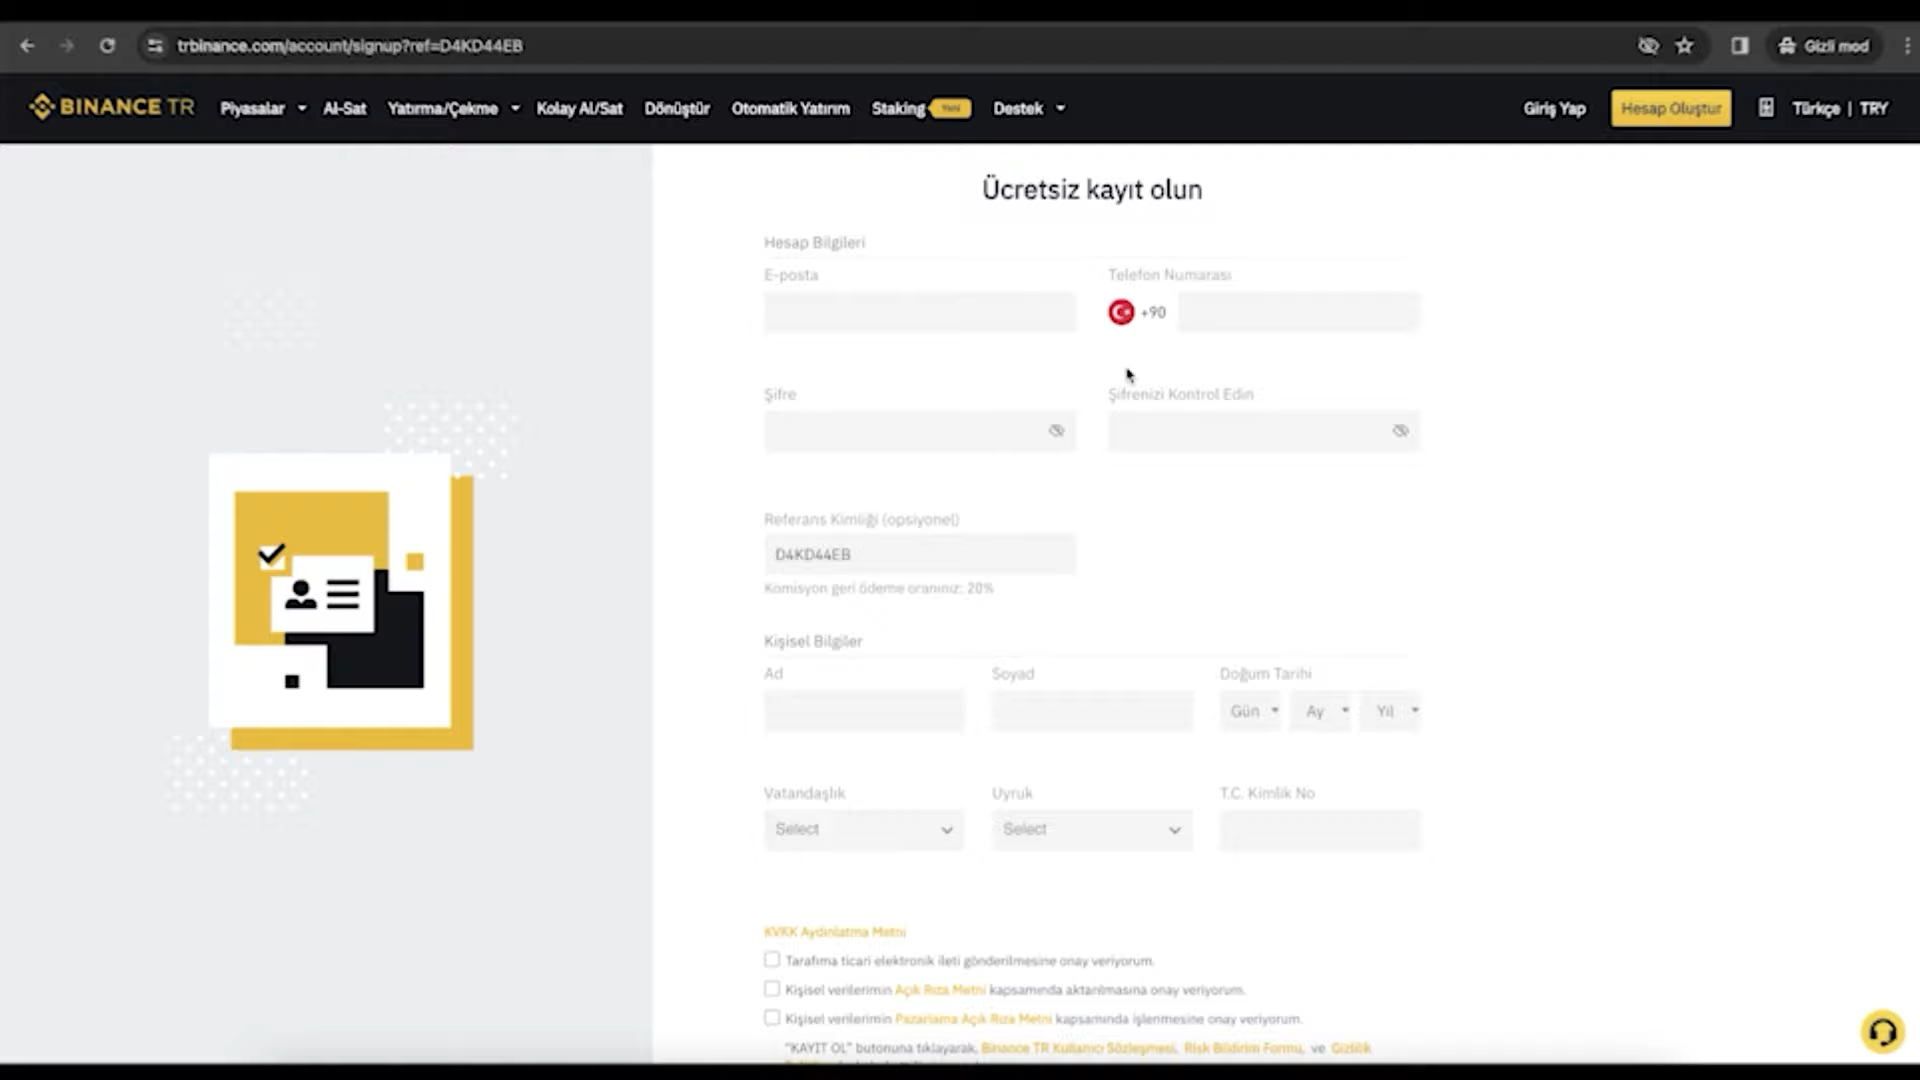 trbinance.com/account/signup?ref=D4KD44EB
Gizli mod
BINANCE TR
Piyasalar
Al-Sat
Yatırma/Çekme
Kolay Al/Sat
Dönüştür
Otomatik Yatırım
Staking
Yeni
Destek
Giriş Yap
Hesap Oluştur
Türkçe | TRY
Ücretsiz kayıt olun
Hesap Bilgileri
E-posta
Telefon Numarası
+90
Şifre
Şifrenizi Kontrol Edin
Referans Kimliği (opsiyonel)
D4KD44EB
Komisyon geri ödeme oranınız: 20%
Kişisel Bilgiler
Ad
Soyad
Doğum Tarihi
Gün
Ay
Yıl
Vatandaşlık
Uyruk
T.C. Kimlik No
Select
Select
KVKK Aydınlatma Metni
Tarafıma ticari elektronik ileti gönderilmesine onay veriyorum.
Kişisel verilerimin Açık Rıza Metni kapsamında aktarılmasına onay veriyorum.
Kişisel verilerimin Pazarlama Açık Rıza Metni kapsamında işlenmesine onay veriyorum.
"KAYIT OL" butonuna tıklayarak, Binance TR Kullanıcı Sözleşmesi, Risk Bildirim Formu, ve Gizlilik